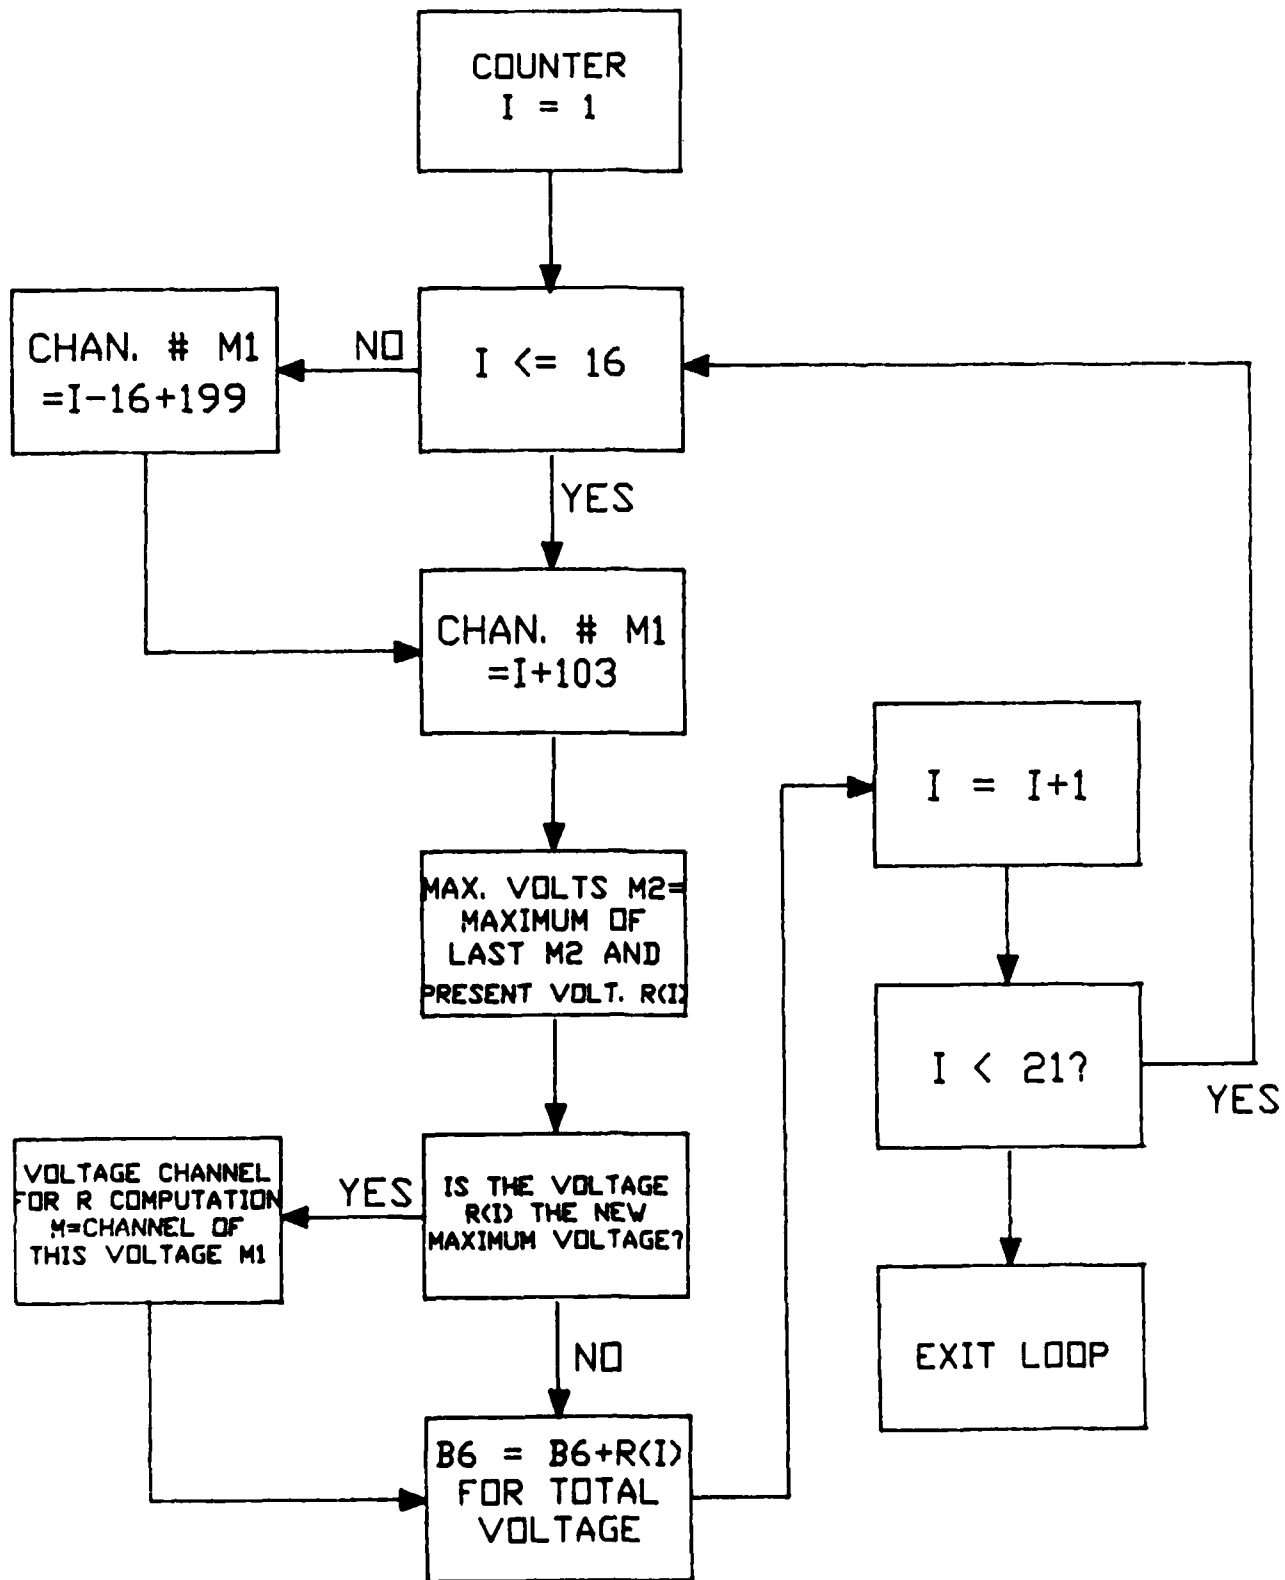 COUNTER
I = 1
I <= 16
NO
CHAN. # M1
=I-16+199
YES
CHAN. # M1
=I+103
MAX. VOLTS M2=
MAXIMUM OF
LAST M2 AND
PRESENT VOLT. R(I)
IS THE VOLTAGE
R(I) THE NEW
MAXIMUM VOLTAGE?
YES
VOLTAGE CHANNEL
FOR R COMPUTATION
M=CHANNEL OF
THIS VOLTAGE M1
NO
B6 = B6+R(I)
FOR TOTAL
VOLTAGE
I = I+1
I < 21?
YES
EXIT LOOP